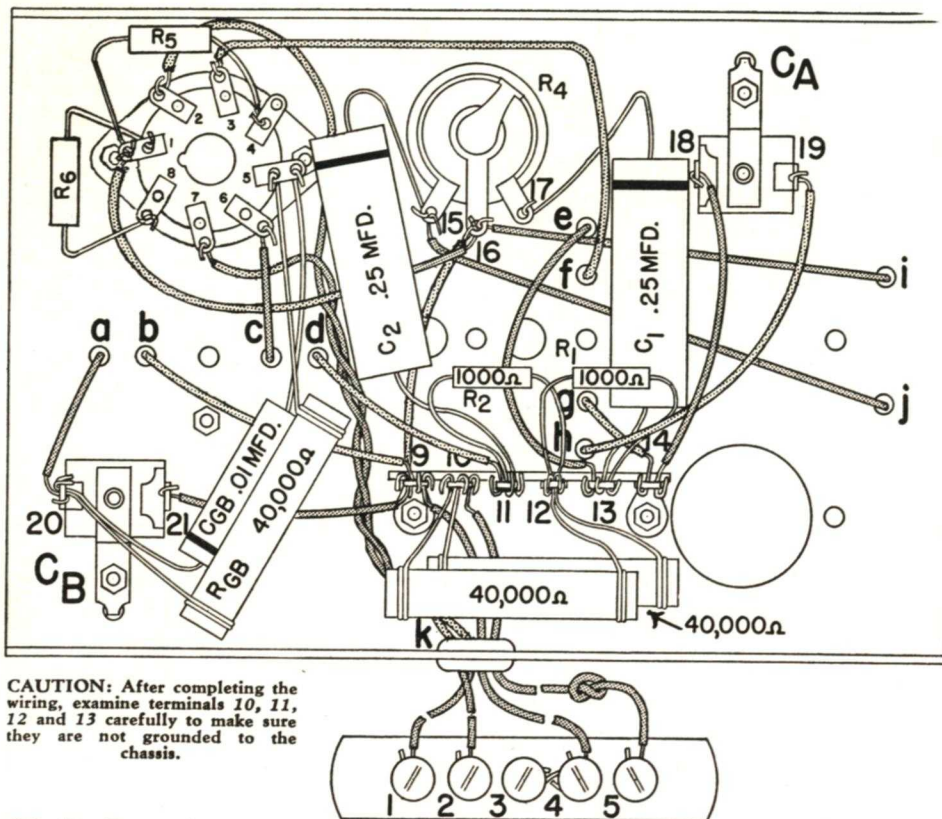 R5
CA
R4
2
3
4
1
18
19
R6
5
8
7
6
17
15
16
e
.25 MFD.
C2
.25 MFD.
C1
f
i
a
b
c
d
R1
1000Ω
1000Ω
R2
g
j
h
CGB .01 MFD.
RGB 40,000Ω
9
10
14
11
12
13
20
21
CB
40,000Ω
40,000Ω
k
CAUTION: After completing the
wiring, examine terminals 10, 11,
12 and 13 carefully to make sure
they are not grounded to the
chassis.
1
2
3
4
5